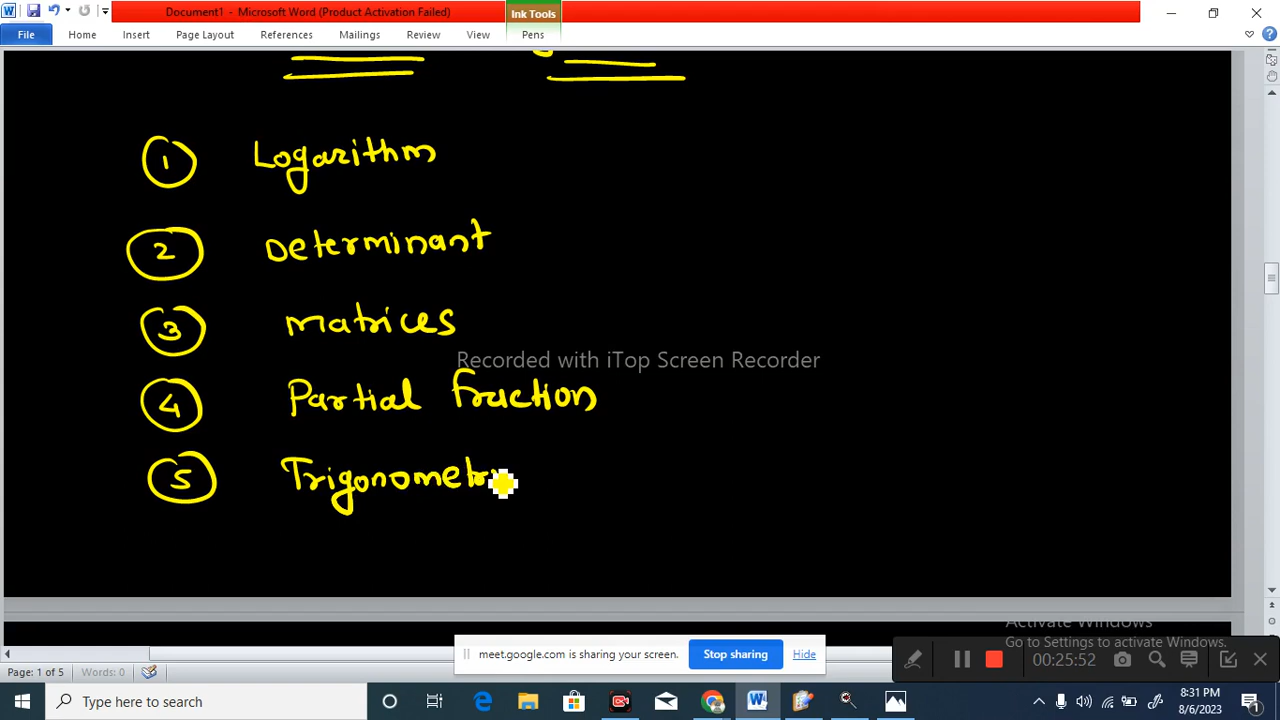 Document1 - Microsoft Word (Product Activation Failed)
Ink Tools
File Home Insert Page Layout References Mailings Review View Pens
1 Logarithm
2 Determinant
3 matrices
Recorded with iTop Screen Recorder
4 Partial fraction
5 Trigonometr
Activate Windows
Go to Settings to activate Windows.
meet.google.com is sharing your screen. Stop sharing Hide
00:25:52
Page: 1 of 5 Words: 0
Type here to search
8:31 PM
8/6/2023